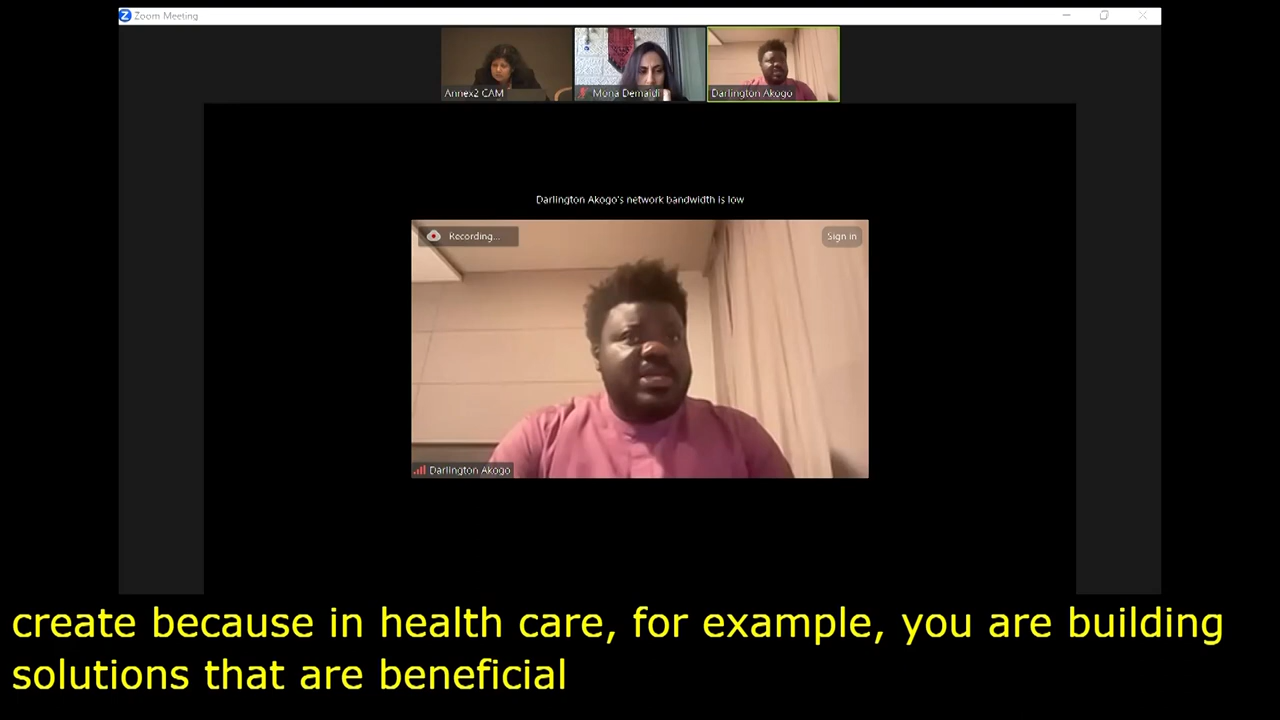 Zoom Meeting
Annex2 CAM
Mona Demaidi
Darlington Akogo
Darlington Akogo's network bandwidth is low
Recording...
Sign in
Darlington Akogo
create because in health care, for example, you are building
solutions that are beneficial